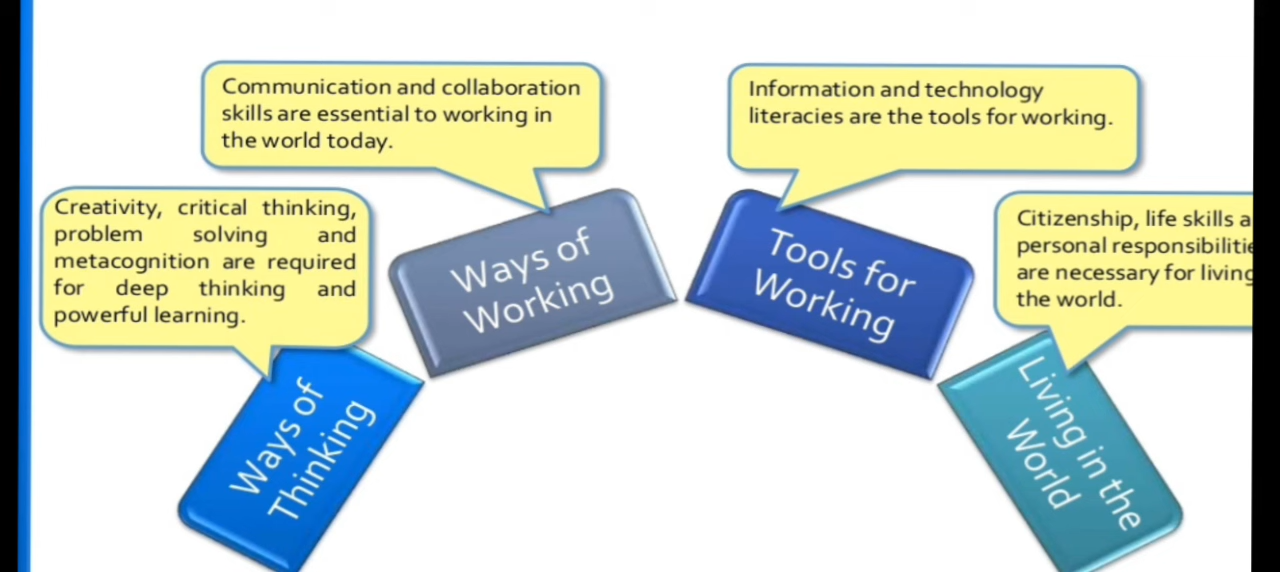 Communication and collaboration
skills are essential to working in
the world today.
Information and technology
literacies are the tools for working.
Creativity, critical thinking,
problem solving and
metacognition are required
for deep thinking and
powerful learning.
Citizenship, life skills
personal
are necessary for living
the world.
Ways of
Thinking
Ways of
Working
Tools for
Working
Living in the
World